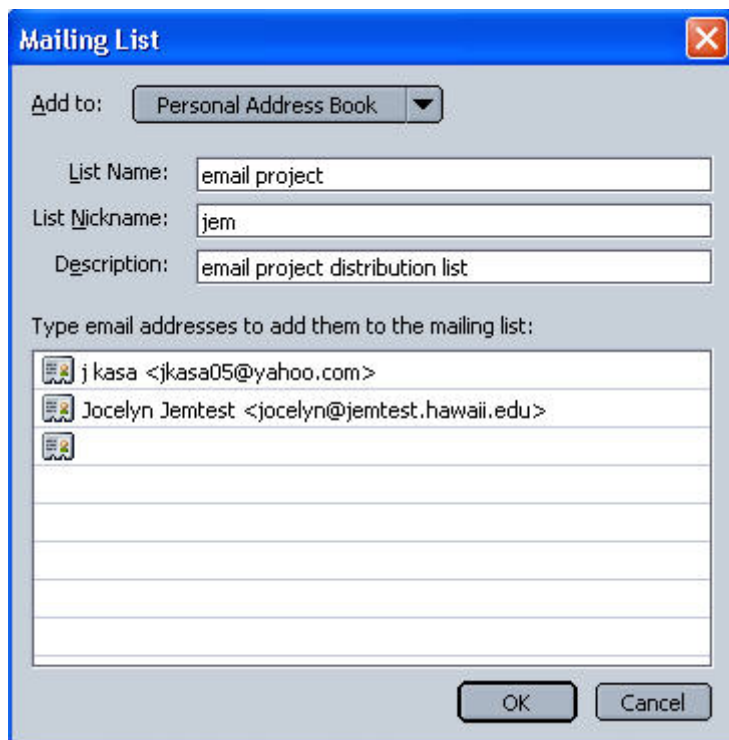 Mailing List
Add to: Personal Address Book
List Name: email project
List Nickname: jem
Description: email project distribution list
Type email addresses to add them to the mailing list:
j kasa <jkasa05@yahoo.com>
Jocelyn Jemtest <jocelyn@jemtest.hawaii.edu>
OK Cancel